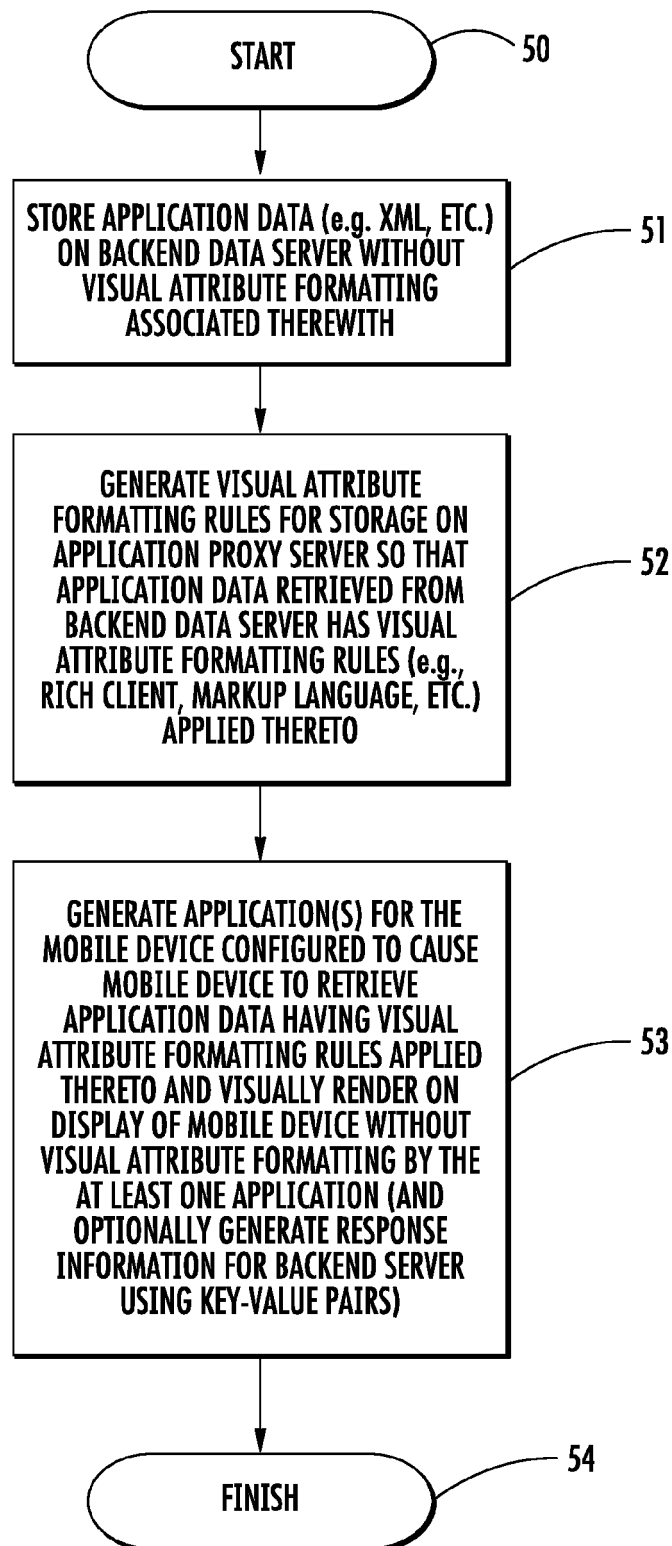 START
50
STORE APPLICATION DATA (e.g. XML, ETC.)
ON BACKEND DATA SERVER WITHOUT
VISUAL ATTRIBUTE FORMATTING
ASSOCIATED THEREWITH
51
GENERATE VISUAL ATTRIBUTE
FORMATTING RULES FOR STORAGE ON
APPLICATION PROXY SERVER SO THAT
APPLICATION DATA RETRIEVED FROM
BACKEND DATA SERVER HAS VISUAL
ATTRIBUTE FORMATTING RULES (e.g.,
RICH CLIENT, MARKUP LANGUAGE, ETC.)
APPLIED THERETO
52
GENERATE APPLICATION(S) FOR THE
MOBILE DEVICE CONFIGURED TO CAUSE
MOBILE DEVICE TO RETRIEVE
APPLICATION DATA HAVING VISUAL
ATTRIBUTE FORMATTING RULES APPLIED
THERETO AND VISUALLY RENDER ON
DISPLAY OF MOBILE DEVICE WITHOUT
VISUAL ATTRIBUTE FORMATTING BY THE
AT LEAST ONE APPLICATION (AND
OPTIONALLY GENERATE RESPONSE
INFORMATION FOR BACKEND SERVER
USING KEY-VALUE PAIRS)
53
FINISH
54